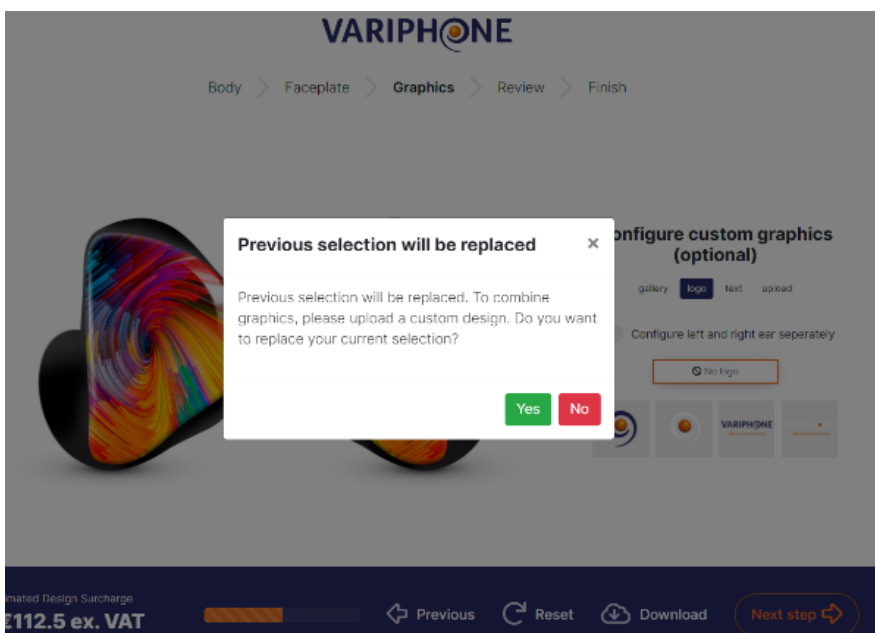 VARIPHONE
Body
Faceplate
Graphics
Review
Finish
Previous selection will be replaced
×
Previous selection will be replaced. To combine
graphics, please upload a custom design. Do you want
to replace your current selection?
Yes
No
onfigure custom graphics
(optional)
gallery
logo
text
upload
Configure left and right ear seperately
No logo
VARIPHONE
imated Design Surcharge
€112.5 ex. VAT
Previous
Reset
Download
Next step